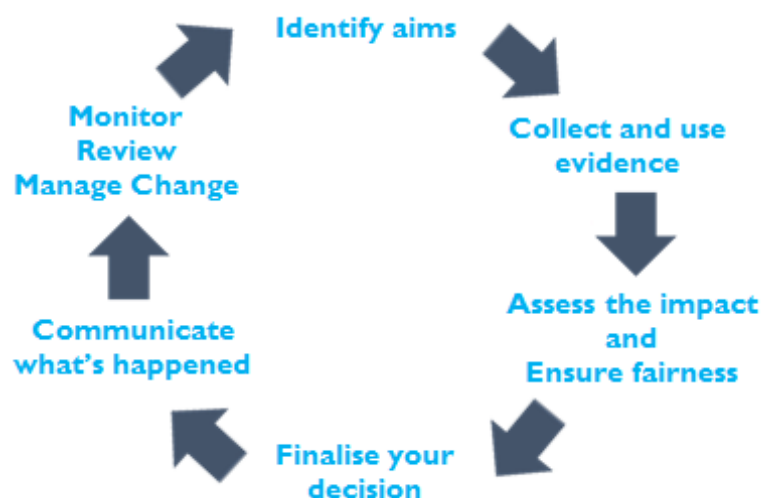 Identify aims
Collect and use
evidence
Assess the impact
and
Ensure fairness
Finalise your
decision
Communicate
what's happened
Monitor
Review
Manage Change